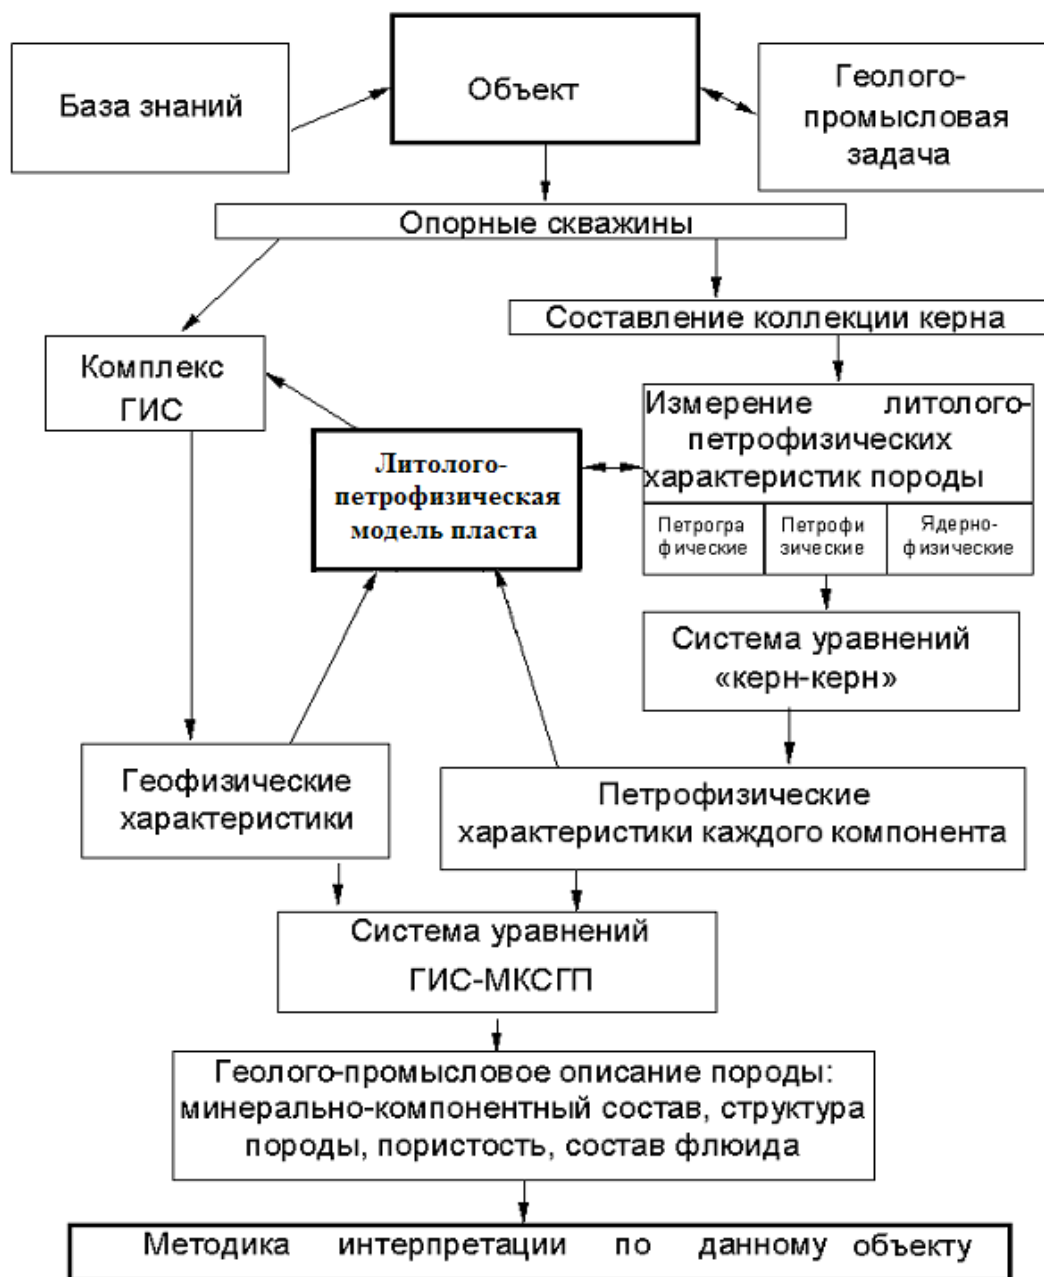 База знаний
Объект
Геолого-
промысловая
задача
Опорные скважины
Составление коллекции керна
Комплекс
ГИС
Измерение литолого-
петрофизических
характеристик породы
Литолого-
петрофизическая
модель пласта
Петрогра
фические
Петрофи
зические
Ядерно-
физические
Система уравнений
«керн-керн»
Геофизические
характеристики
Петрофизические
характеристики каждого компонента
Система уравнений
ГИС-МКСГП
Геолого-промысловое описание породы:
минерально-компонентный состав, структура
породы, пористость, состав флюида
Методика интерпретации по данному объекту